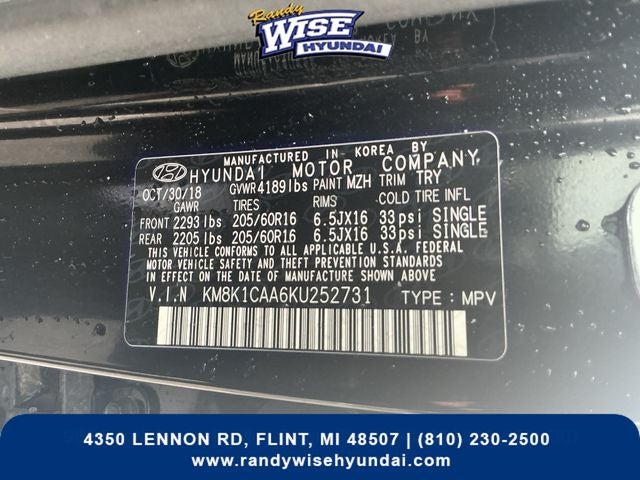 Randy
WISE
HYUNDAI
MANUFACTURED IN KOREA BY
HYUNDAI MOTOR COMPANY
OCT/30/18 GVWR 4189lbs PAINT MZH TRIM TRY
GAWR TIRES RIMS COLD TIRE INFL
FRONT 2293 lbs 205/60R16 6.5JX16 33psi SINGLE
REAR 2205 lbs 205/60R16 6.5JX16 33psi SINGLE
THIS VEHICLE CONFORMS TO ALL APPLICABLE U.S.A. FEDERAL
MOTOR VEHICLE SAFETY AND THEFT PREVENTION STANDARDS
IN EFFECT ON THE DATE OF MANUFACTURE SHOWN ABOVE
V.I.N KM8K1CAA6KU252731 TYPE : MPV
4350 LENNON RD, FLINT, MI 48507 | (810) 230-2500
www.randywisehyundai.com